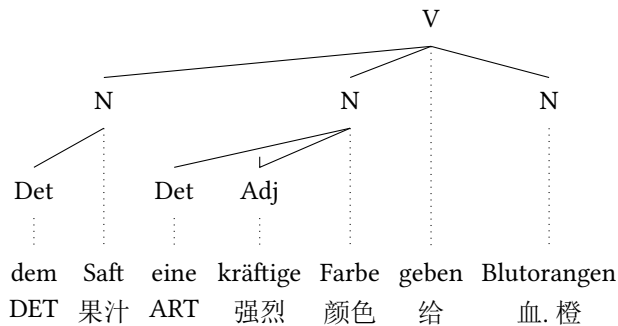 V
N N N
Det Det Adj
dem Saft eine kräftige Farbe geben Blutorangen
DET 果汁 ART 强烈 颜色 给 血. 橙